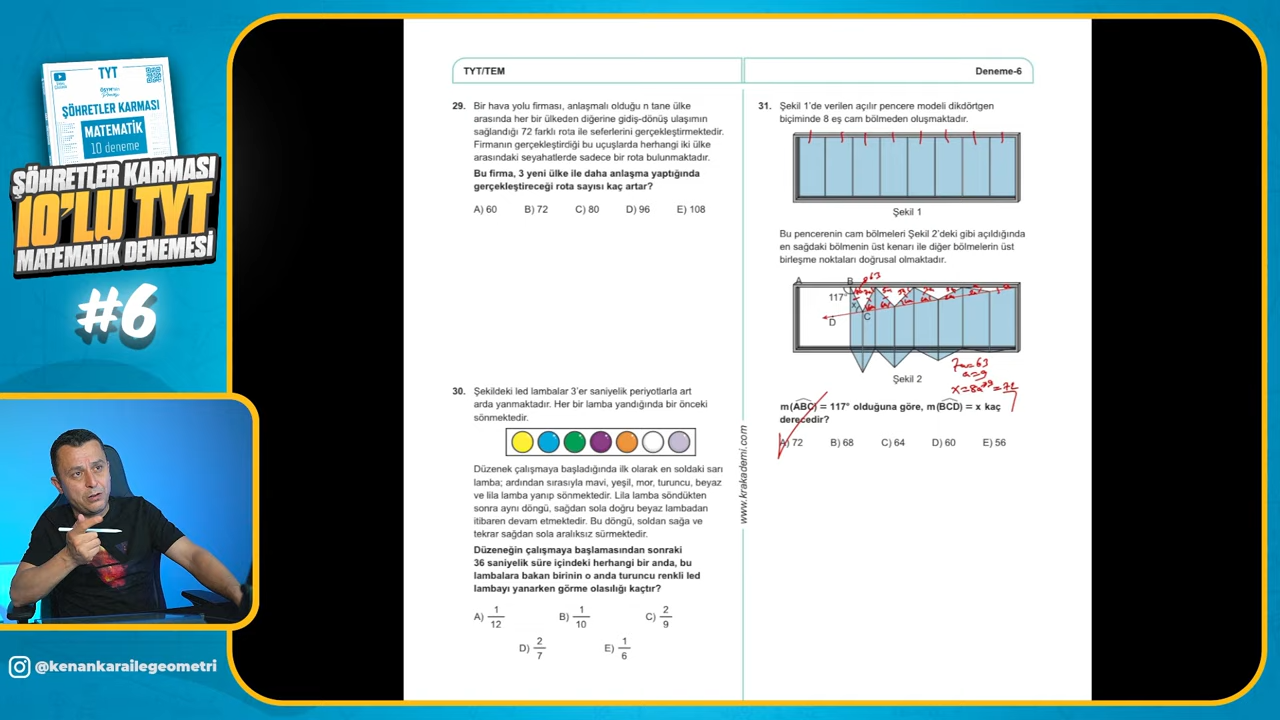 TYT
ŞÖHRETLER KARMASI
MATEMATİK
10 deneme
ŞÖHRETLER KARMASI
10'LU TYT
MATEMATİK DENEMESİ
#6
@kenankarailegeometri
TYT/TEM
Deneme-6
29. Bir hava yolu firması, anlaşmalı olduğu n tane ülke
arasında her bir ülkeden diğerine gidiş-dönüş ulaşımın
sağlandığı 72 farklı rota ile seferlerini gerçekleştirmektedir.
Firmanın gerçekleştirdiği bu uçuşlarda herhangi iki ülke
arasındaki seyahatlerde sadece bir rota bulunmaktadır.
Bu firma, 3 yeni ülke ile daha anlaşma yaptığında
gerçekleştireceği rota sayısı kaç artar?
A) 60 B) 72 C) 80 D) 96 E) 108
30. Şekildeki led lambalar 3'er saniyelik periyotlarla art
arda yanmaktadır. Her bir lamba yandığında bir önceki
sönmektedir.
Düzenek çalışmaya başladığında ilk olarak en soldaki sarı
lamba; ardından sırasıyla mavi, yeşil, mor, turuncu, beyaz
ve lila lamba yanıp sönmektedir. Lila lamba söndükten
sonra aynı döngü, sağdan sola doğru beyaz lambadan
itibaren devam etmektedir. Bu döngü, soldan sağa ve
tekrar sağdan sola aralıksız sürmektedir.
Düzeneğin çalışmaya başlamasından sonraki
36 saniyelik süre içindeki herhangi bir anda, bu
lambalara bakan birinin o anda turuncu renkli led
lambayı yanarken görme olasılığı kaçtır?
A) 1/12 B) 1/10 C) 2/9
D) 2/7 E) 1/6
www.krakademi.com
31. Şekil 1'de verilen açılır pencere modeli dikdörtgen
biçiminde 8 eş cam bölmeden oluşmaktadır.
Şekil 1
Bu pencerenin cam bölmeleri Şekil 2'deki gibi açıldığında
en sağdaki bölmenin üst kenarı ile diğer bölmelerin üst
birleşme noktaları doğrusal olmaktadır.
A B 63
117°
x
C
D
Şekil 2
7a=63
a=9
x=8a=72
m(ABC) = 117° olduğuna göre, m(BCD) = x kaç
derecedir?
A) 72 B) 68 C) 64 D) 60 E) 56